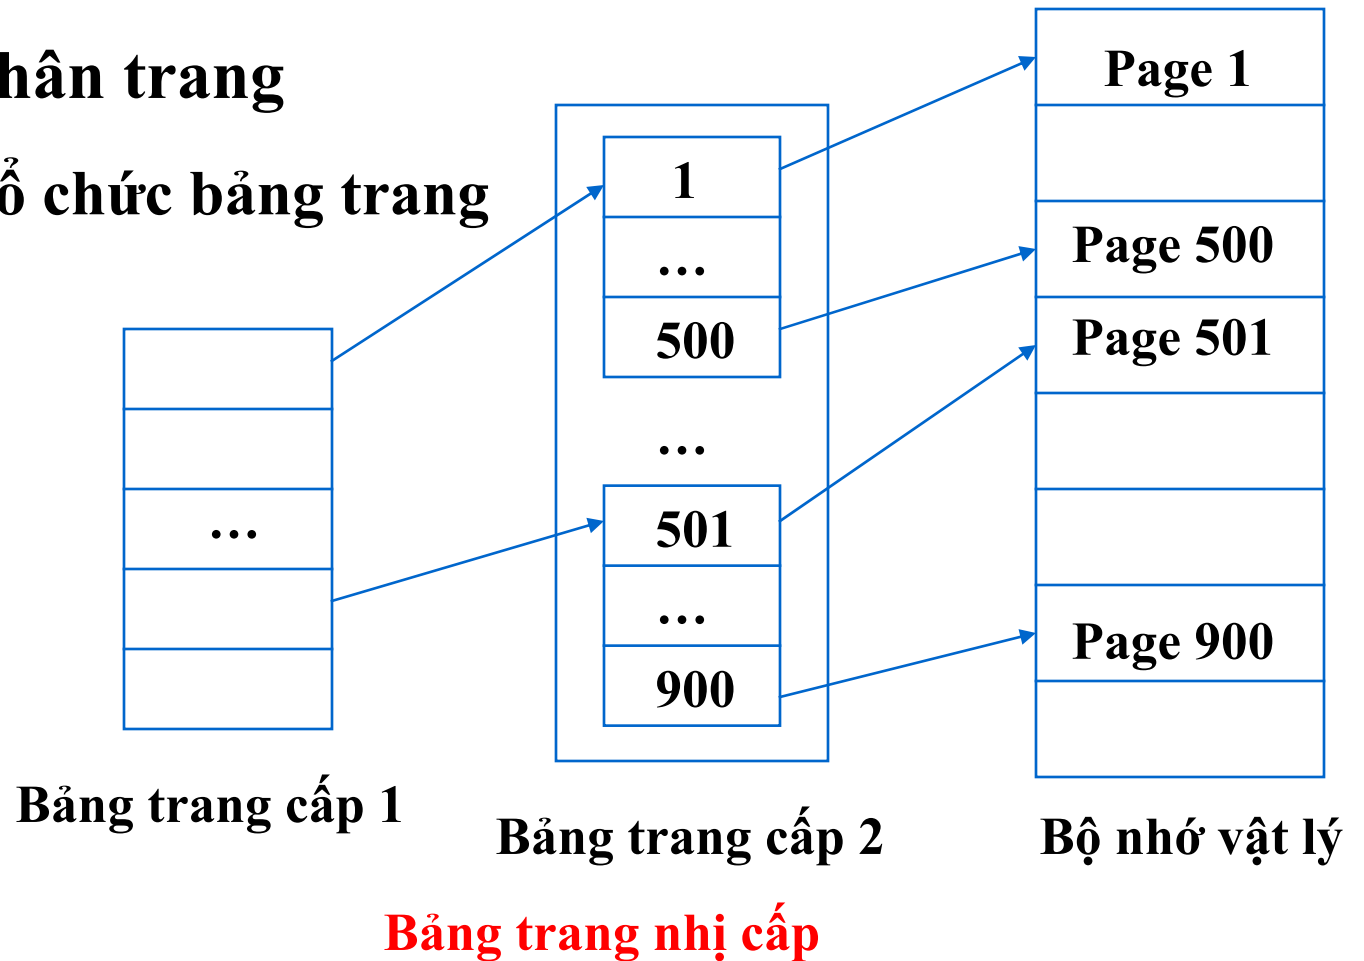 hân trang
ổ chức bảng trang
Page 1
1
Page 500
...
500
Page 501
...
...
501
...
Page 900
900
Bảng trang cấp 1
Bảng trang cấp 2
Bộ nhớ vật lý
Bảng trang nhị cấp